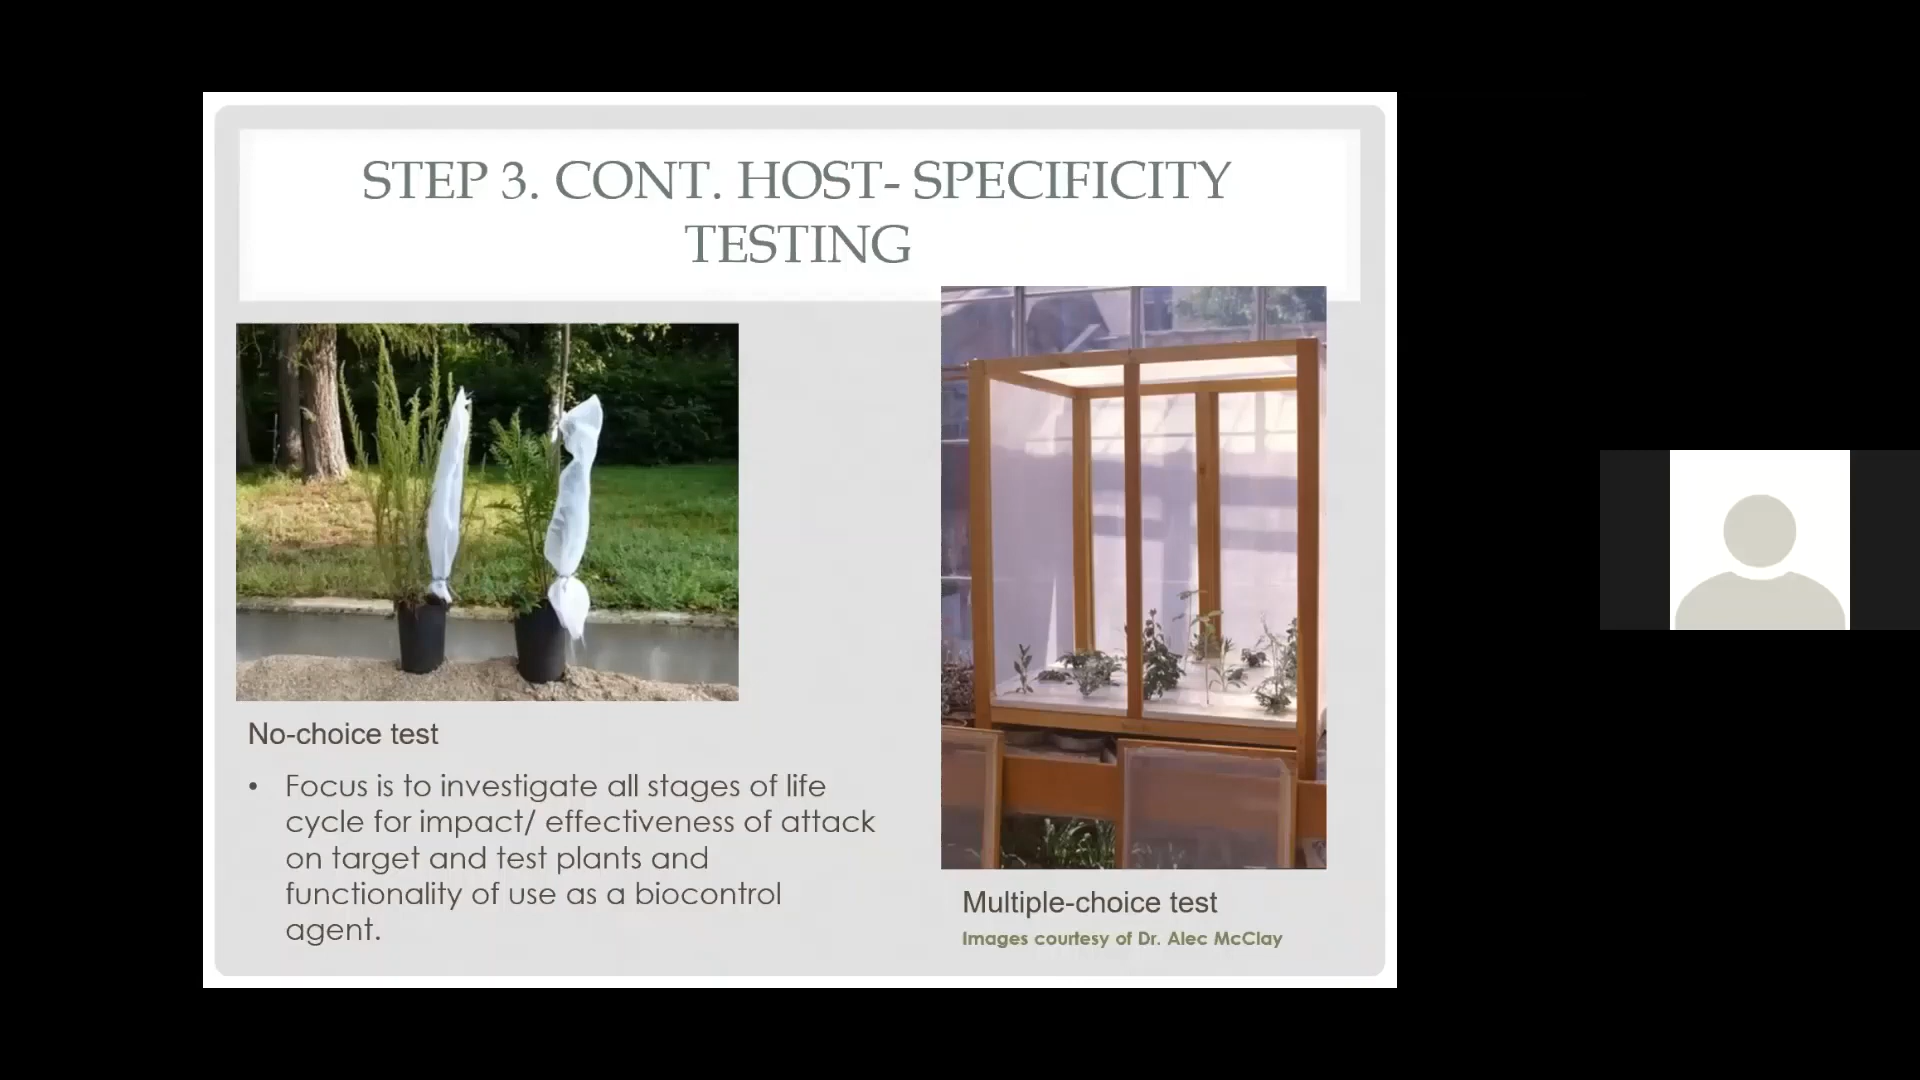 STEP 3. CONT. HOST- SPECIFICITY
TESTING
No-choice test
• Focus is to investigate all stages of life
cycle for impact/ effectiveness of attack
on target and test plants and
functionality of use as a biocontrol
agent.
Multiple-choice test
Images courtesy of Dr. Alec McClay